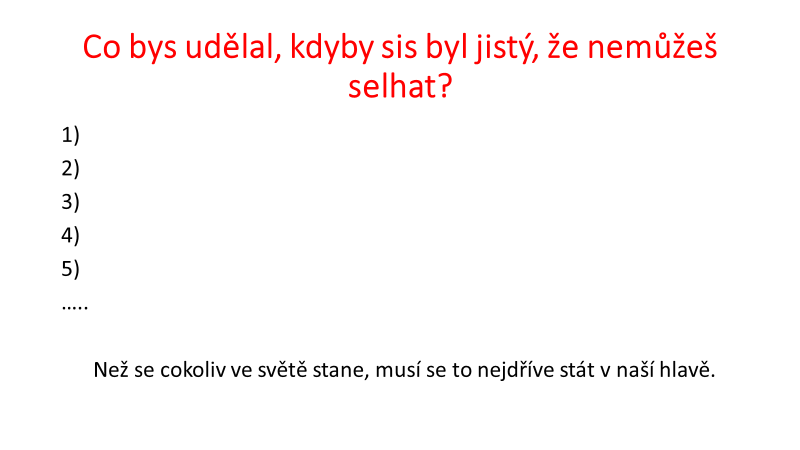 Co bys udělal, kdyby sis byl jistý, že nemůžeš
selhat?
1)
2)
3)
4)
5)
…..
Než se cokoliv ve světě stane, musí se to nejdříve stát v naší hlavě.